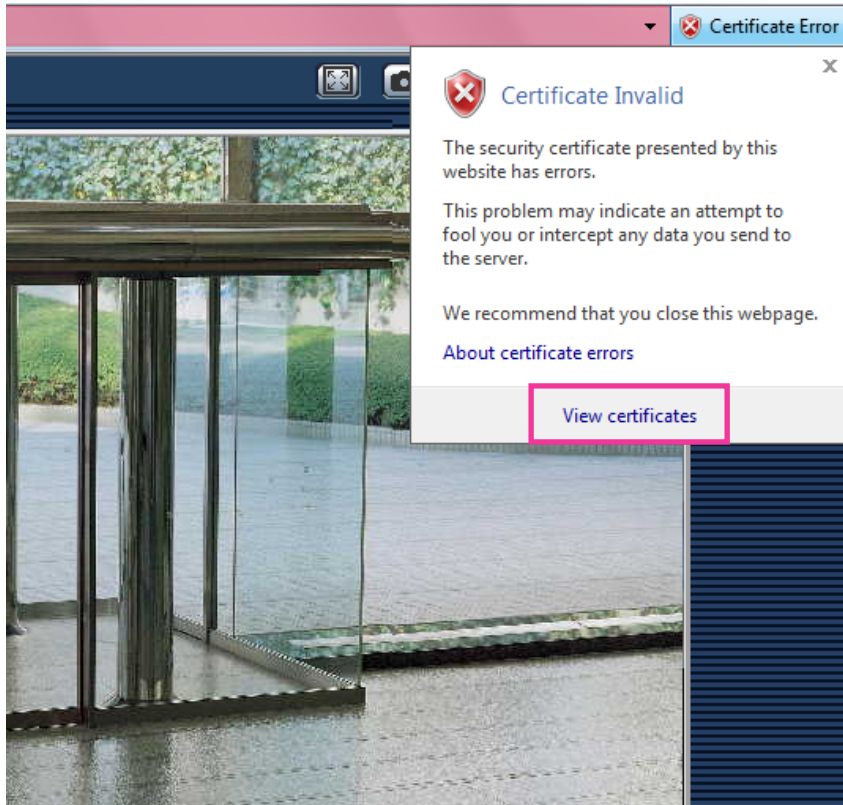 Certificate Error
Certificate Invalid
The security certificate presented by this
website has errors.
This problem may indicate an attempt to
fool you or intercept any data you send to
the server.
We recommend that you close this webpage.
About certificate errors
View certificates